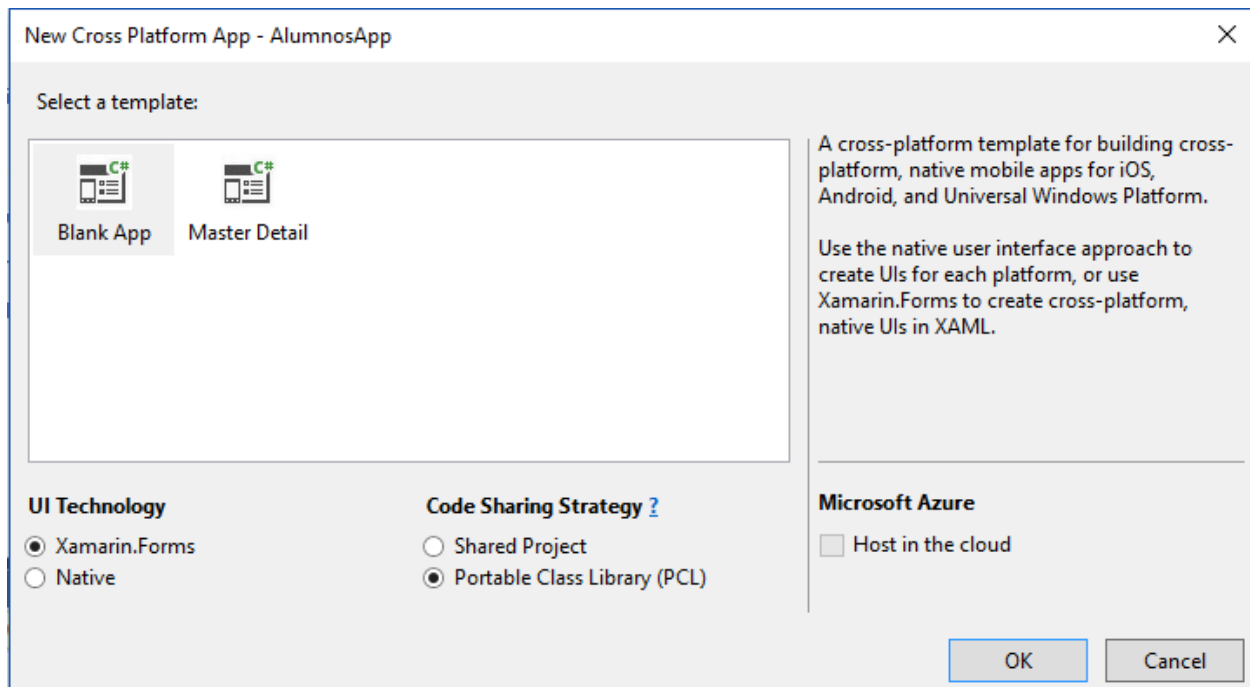 New Cross Platform App - AlumnosApp
Select a template:
C# C#
Blank App Master Detail
A cross-platform template for building cross-
platform, native mobile apps for iOS,
Android, and Universal Windows Platform.
Use the native user interface approach to
create UIs for each platform, or use
Xamarin.Forms to create cross-platform,
native UIs in XAML.
UI Technology
Xamarin.Forms
Native
Code Sharing Strategy ?
Shared Project
Portable Class Library (PCL)
Microsoft Azure
Host in the cloud
OK Cancel